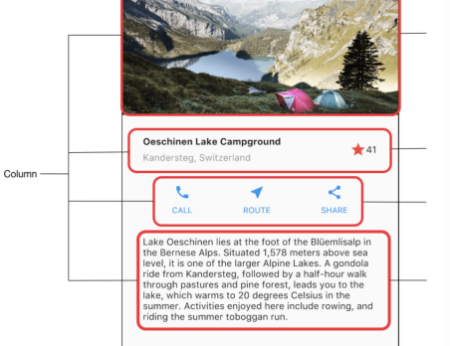 Oeschinen Lake Campground
41
Kandersteg, Switzerland
Column
CALL ROUTE SHARE
Lake Oeschinen lies at the foot of the Blüemlisalp in
the Bernese Alps. Situated 1,578 meters above sea
level, it is one of the larger Alpine Lakes. A gondola
ride from Kandersteg, followed by a half-hour walk
through pastures and pine forest, leads you to the
lake, which warms to 20 degrees Celsius in the
summer. Activities enjoyed here include rowing, and
riding the summer toboggan run.